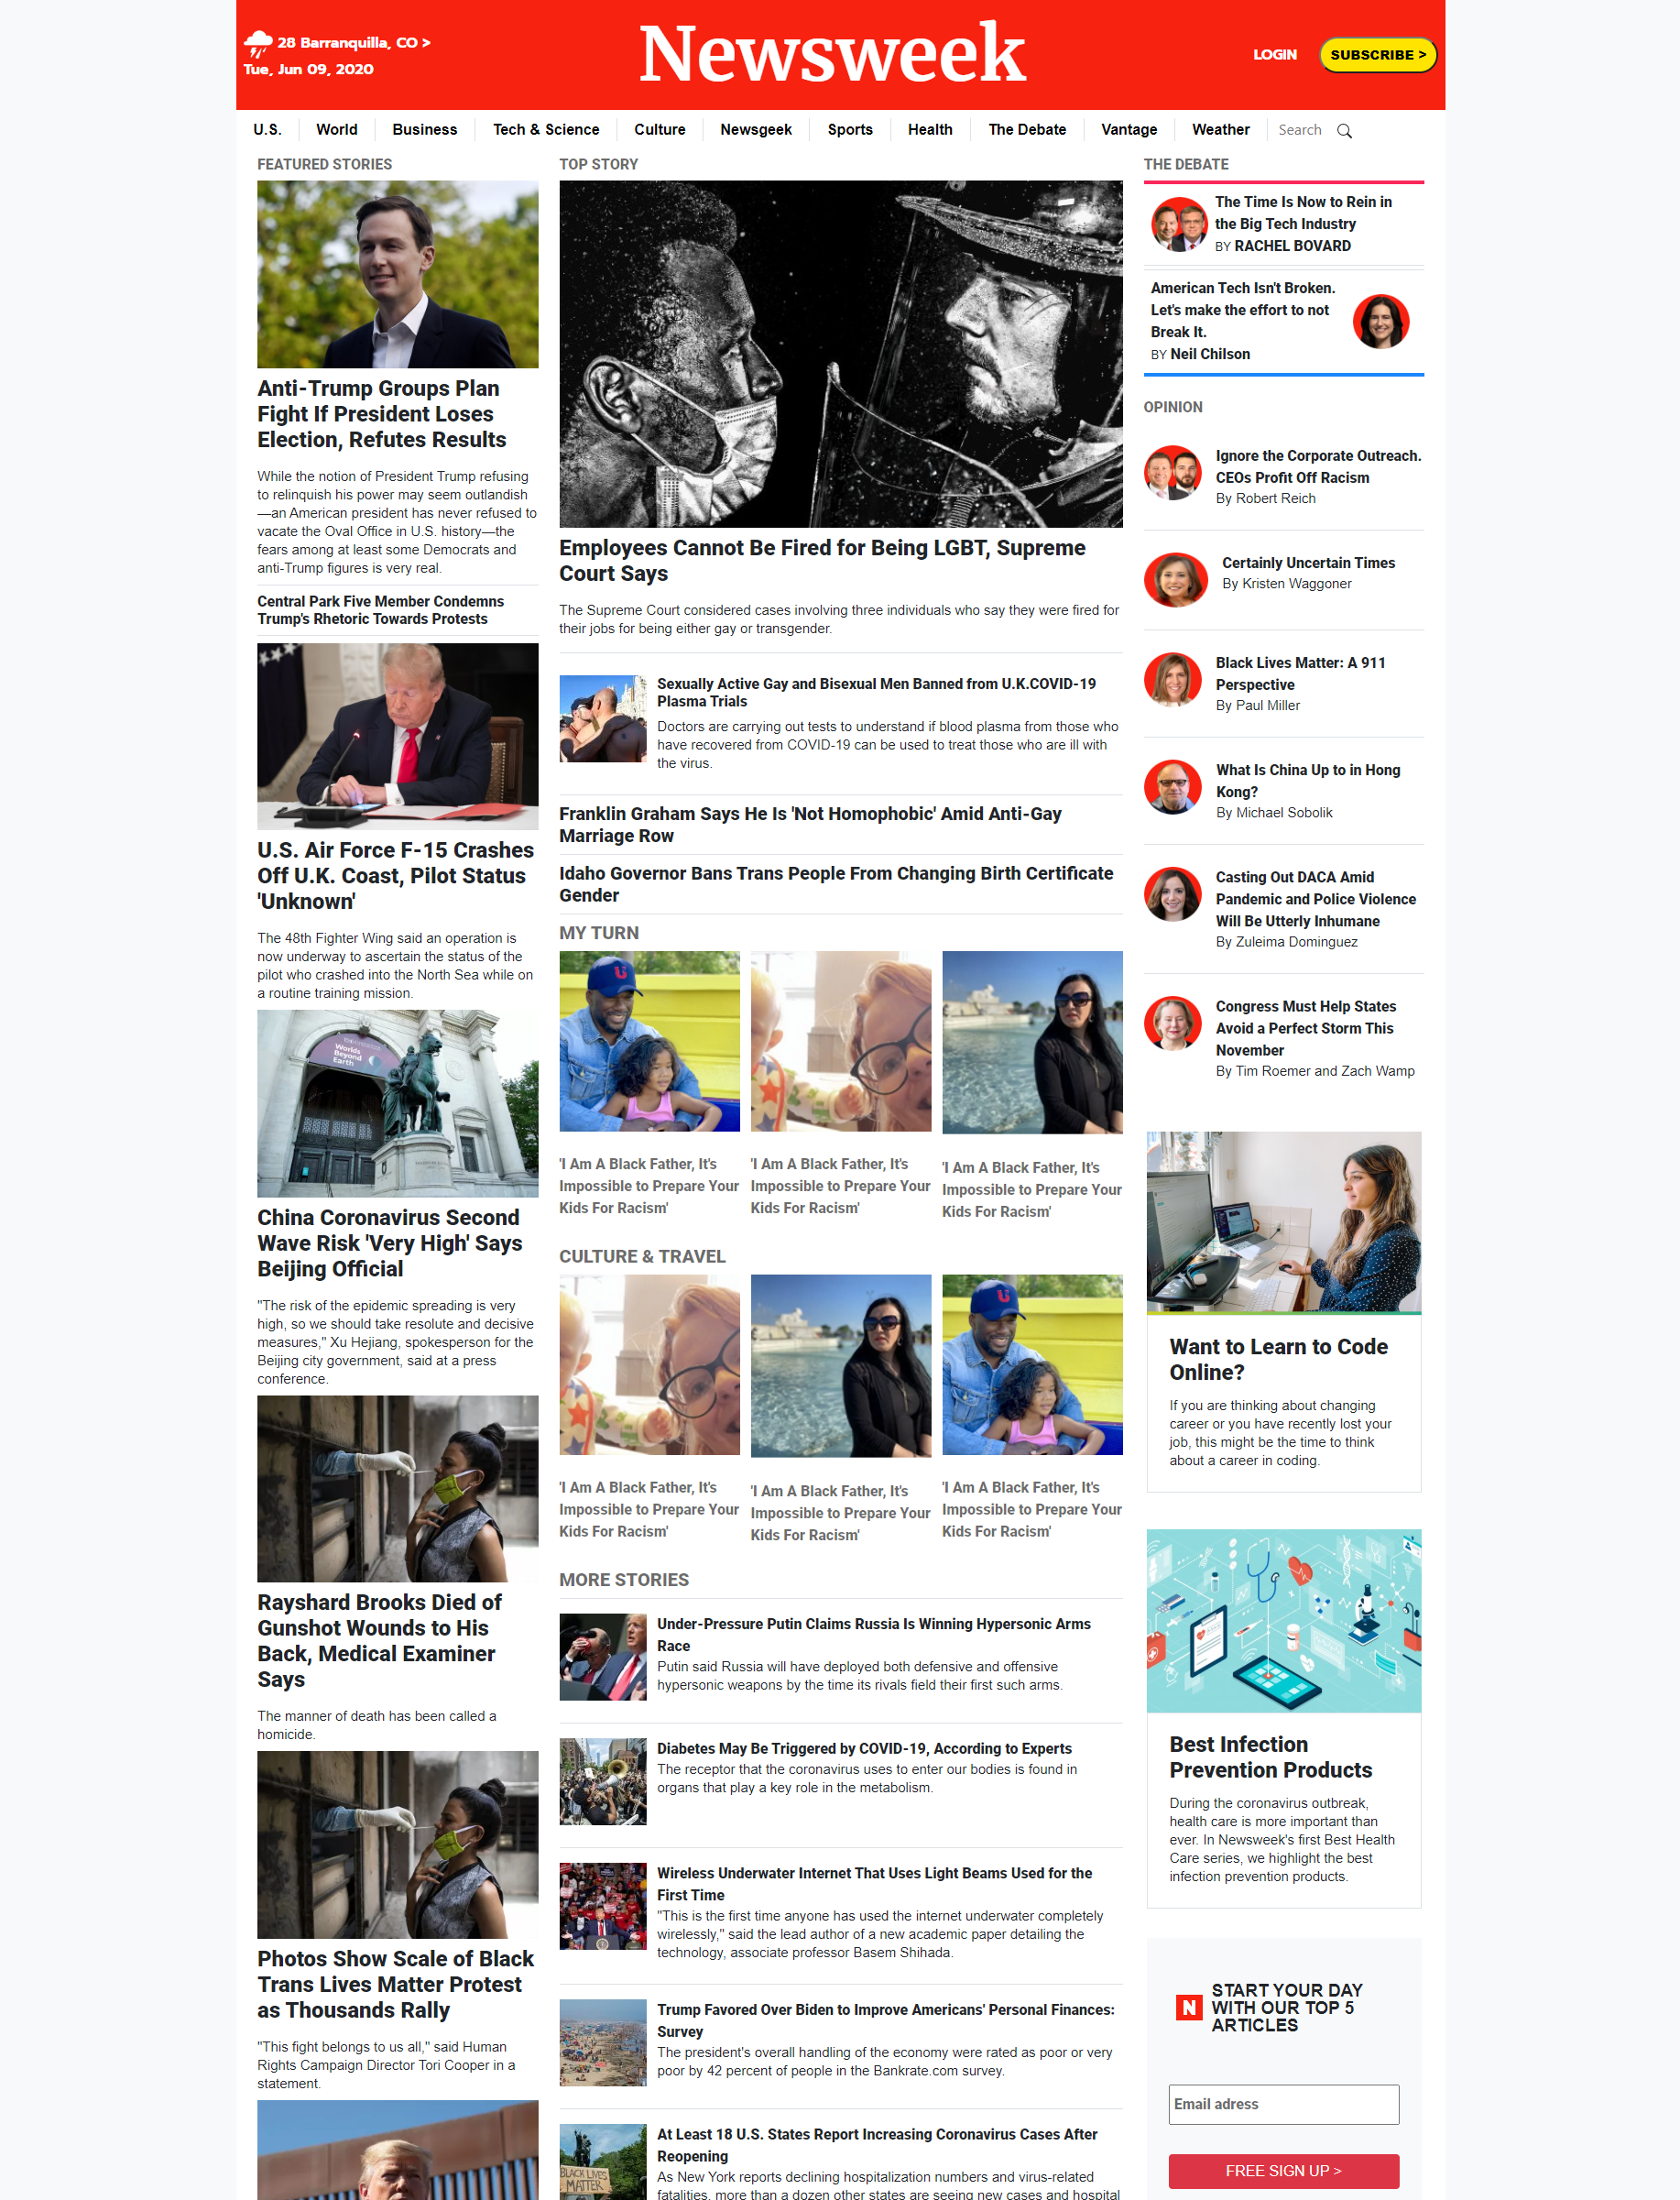 28 Barranquilla, CO >
Tue, Jun 09, 2020
Newsweek
LOGIN
SUBSCRIBE >
U.S.
World
Business
Tech & Science
Culture
Newsgeek
Sports
Health
The Debate
Vantage
Weather
Search
FEATURED STORIES
Anti-Trump Groups Plan
Fight If President Loses
Election, Refutes Results
While the notion of President Trump refusing
to relinquish his power may seem outlandish
—an American president has never refused to
vacate the Oval Office in U.S. history—the
fears among at least some Democrats and
anti-Trump figures is very real.
Central Park Five Member Condemns
Trump's Rhetoric Towards Protests
U.S. Air Force F-15 Crashes
Off U.K. Coast, Pilot Status
'Unknown'
The 48th Fighter Wing said an operation is
now underway to ascertain the status of the
pilot who crashed into the North Sea while on
a routine training mission.
Worlds
Beyond
Earth
China Coronavirus Second
Wave Risk 'Very High' Says
Beijing Official
"The risk of the epidemic spreading is very
high, so we should take resolute and decisive
measures," Xu Hejiang, spokesperson for the
Beijing city government, said at a press
conference.
Rayshard Brooks Died of
Gunshot Wounds to His
Back, Medical Examiner
Says
The manner of death has been called a
homicide.
Photos Show Scale of Black
Trans Lives Matter Protest
as Thousands Rally
"This fight belongs to us all," said Human
Rights Campaign Director Tori Cooper in a
statement.
TOP STORY
Employees Cannot Be Fired for Being LGBT, Supreme
Court Says
The Supreme Court considered cases involving three individuals who say they were fired for
their jobs for being either gay or transgender.
Sexually Active Gay and Bisexual Men Banned from U.K.COVID-19
Plasma Trials
Doctors are carrying out tests to understand if blood plasma from those who
have recovered from COVID-19 can be used to treat those who are ill with
the virus.
Franklin Graham Says He Is 'Not Homophobic' Amid Anti-Gay
Marriage Row
Idaho Governor Bans Trans People From Changing Birth Certificate
Gender
MY TURN
'I Am A Black Father, It's
Impossible to Prepare Your
Kids For Racism'
'I Am A Black Father, It's
Impossible to Prepare Your
Kids For Racism'
'I Am A Black Father, It's
Impossible to Prepare Your
Kids For Racism'
CULTURE & TRAVEL
'I Am A Black Father, It's
Impossible to Prepare Your
Kids For Racism'
'I Am A Black Father, It's
Impossible to Prepare Your
Kids For Racism'
'I Am A Black Father, It's
Impossible to Prepare Your
Kids For Racism'
MORE STORIES
Under-Pressure Putin Claims Russia Is Winning Hypersonic Arms
Race
Putin said Russia will have deployed both defensive and offensive
hypersonic weapons by the time its rivals field their first such arms.
Diabetes May Be Triggered by COVID-19, According to Experts
The receptor that the coronavirus uses to enter our bodies is found in
organs that play a key role in the metabolism.
Wireless Underwater Internet That Uses Light Beams Used for the
First Time
"This is the first time anyone has used the internet underwater completely
wirelessly," said the lead author of a new academic paper detailing the
technology, associate professor Basem Shihada.
Trump Favored Over Biden to Improve Americans' Personal Finances:
Survey
The president's overall handling of the economy were rated as poor or very
poor by 42 percent of people in the Bankrate.com survey.
BLACK LIVES
MATTER
At Least 18 U.S. States Report Increasing Coronavirus Cases After
Reopening
As New York reports declining hospitalization numbers and virus-related
fatalities, more than a dozen other states are seeing new cases and hospital
THE DEBATE
The Time Is Now to Rein in
the Big Tech Industry
BY RACHEL BOVARD
American Tech Isn't Broken.
Let's make the effort to not
Break It.
BY Neil Chilson
OPINION
Ignore the Corporate Outreach.
CEOs Profit Off Racism
By Robert Reich
Certainly Uncertain Times
By Kristen Waggoner
Black Lives Matter: A 911
Perspective
By Paul Miller
What Is China Up to in Hong
Kong?
By Michael Sobolik
Casting Out DACA Amid
Pandemic and Police Violence
Will Be Utterly Inhumane
By Zuleima Dominguez
Congress Must Help States
Avoid a Perfect Storm This
November
By Tim Roemer and Zach Wamp
Want to Learn to Code
Online?
If you are thinking about changing
career or you have recently lost your
job, this might be the time to think
about a career in coding.
Best Infection
Prevention Products
During the coronavirus outbreak,
health care is more important than
ever. In Newsweek's first Best Health
Care series, we highlight the best
infection prevention products.
N
START YOUR DAY
WITH OUR TOP 5
ARTICLES
Email adress
FREE SIGN UP >